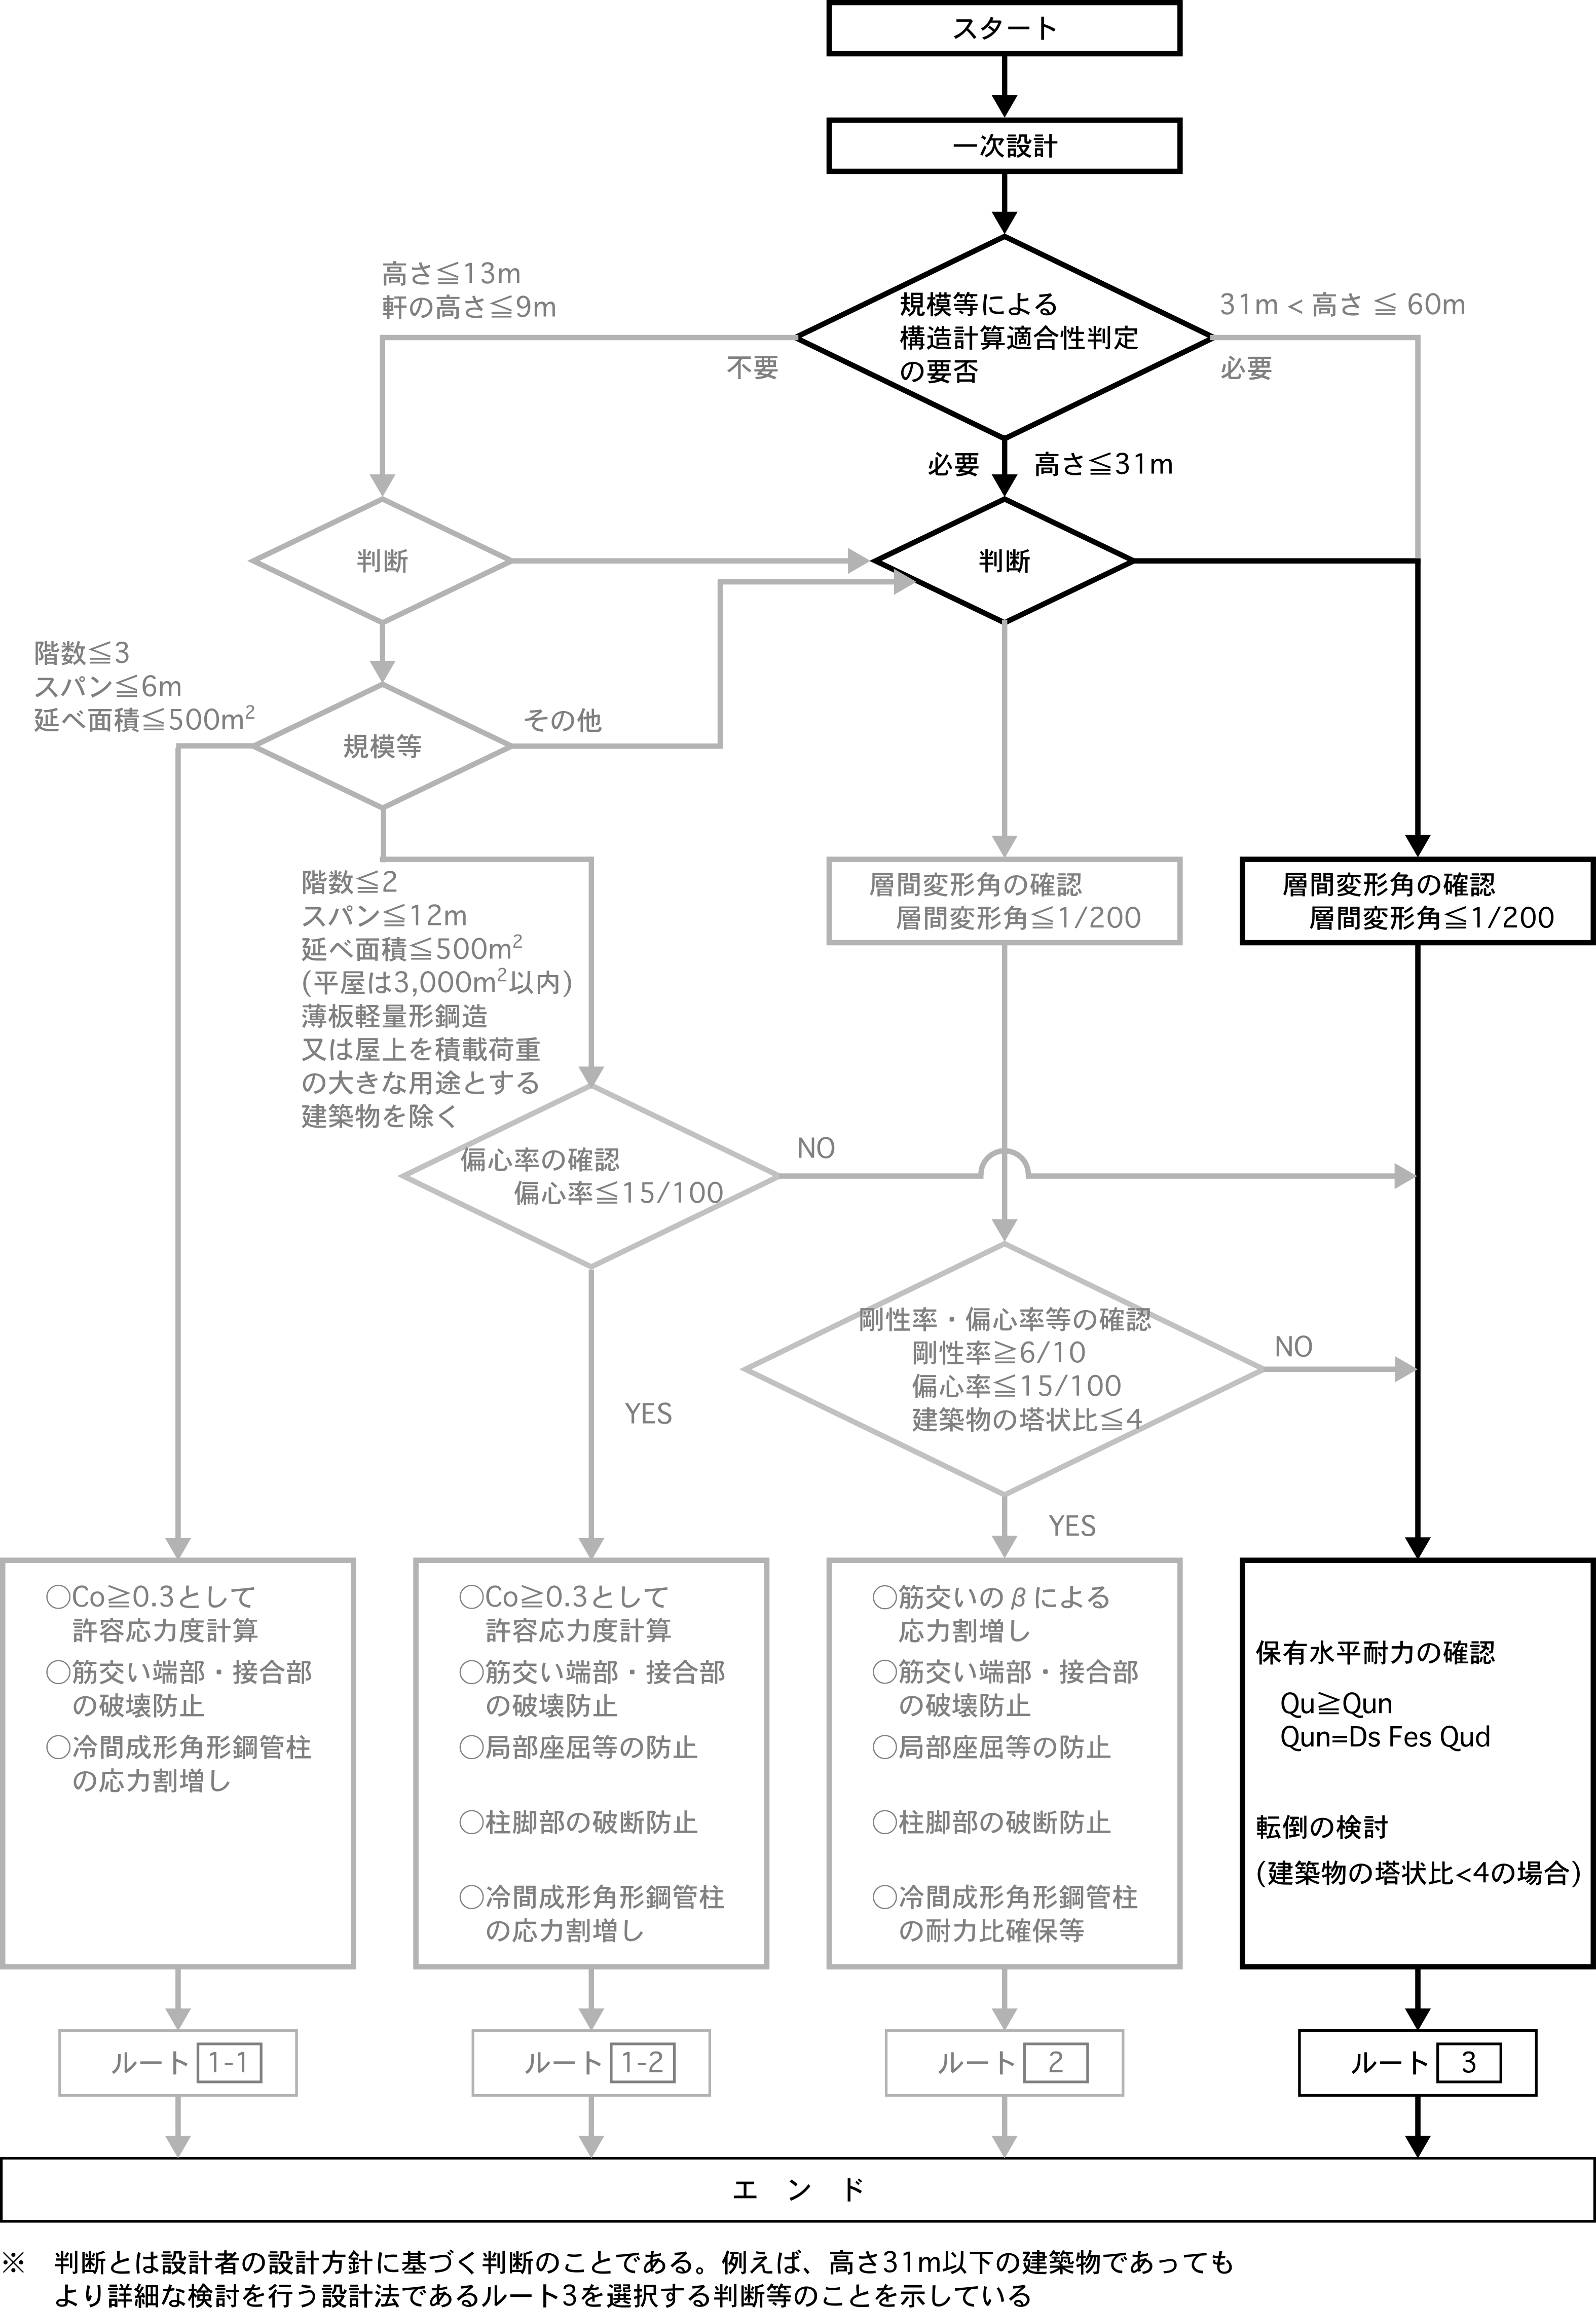 スタート
一次設計
高さ≦13m
軒の高さ≦9m
規模等による
構造計算適合性判定
の要否
31m < 高さ ≦ 60m
不要
必要
必要
高さ≦31m
判断
判断
階数≦3
スパン≦6m
延べ面積≦500m²
規模等
その他
階数≦2
スパン≦12m
延べ面積≦500m²
(平屋は3,000m²以内)
薄板軽量形鋼造
又は屋上を積載荷重
の大きな用途とする
建築物を除く
層間変形角の確認
層間変形角≦1/200
層間変形角の確認
層間変形角≦1/200
偏心率の確認
偏心率≦15/100
NO
剛性率・偏心率等の確認
剛性率≧6/10
偏心率≦15/100
建築物の塔状比≦4
NO
YES
YES
○Co≧0.3として
許容応力度計算
○筋交い端部・接合部
の破壊防止
○冷間成形角形鋼管柱
の応力割増し
○Co≧0.3として
許容応力度計算
○筋交い端部・接合部
の破壊防止
○局部座屈等の防止
○柱脚部の破断防止
○冷間成形角形鋼管柱
の応力割増し
○筋交いのβによる
応力割増し
○筋交い端部・接合部
の破壊防止
○局部座屈等の防止
○柱脚部の破断防止
○冷間成形角形鋼管柱
の耐力比確保等
保有水平耐力の確認
Qu≧Qun
Qun=Ds Fes Qud
転倒の検討
(建築物の塔状比<4の場合)
ルート 1-1
ルート 1-2
ルート 2
ルート 3
エンド
※ 判断とは設計者の設計方針に基づく判断のことである。例えば、高さ31m以下の建築物であっても
より詳細な検討を行う設計法であるルート3を選択する判断等のことを示している